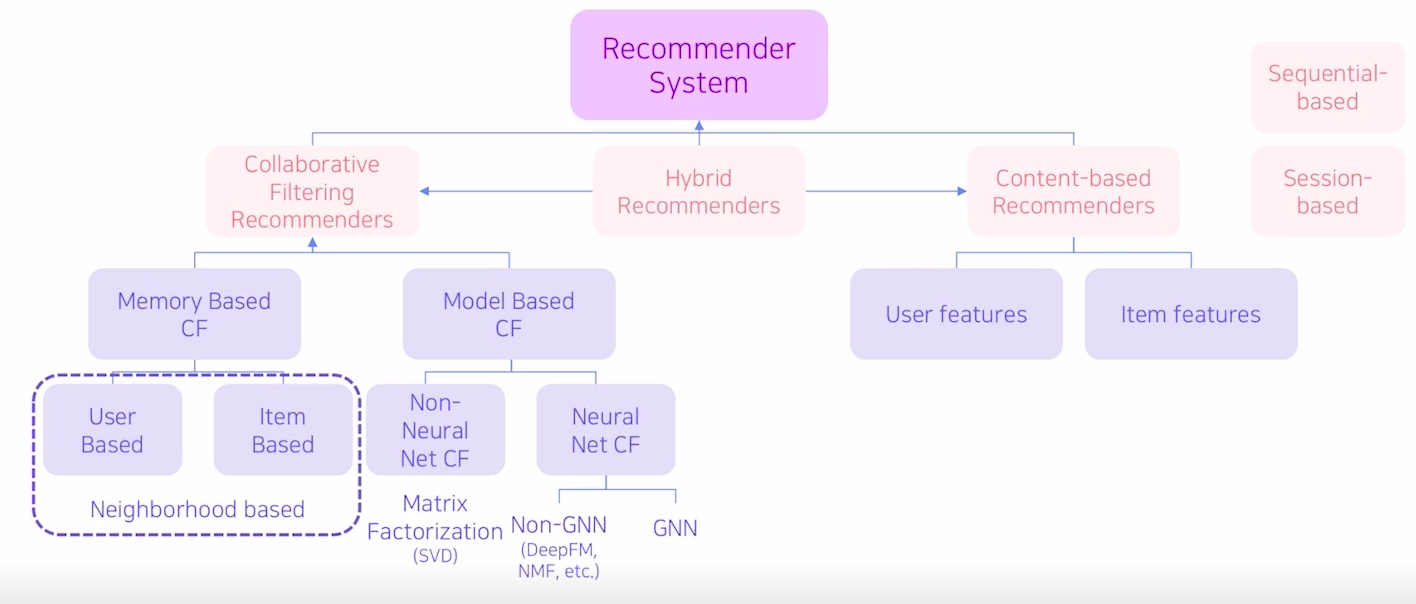 Recommender
System
Sequential-
based
Collaborative
Filtering
Recommenders
Hybrid
Recommenders
Content-based
Recommenders
Session-
based
Memory Based
CF
Model Based
CF
User features
Item features
User
Based
Item
Based
Non-
Neural
Net CF
Neural
Net CF
Neighborhood based
Matrix
Factorization
(SVD)
Non-GNN
(DeepFM,
NMF, etc.)
GNN